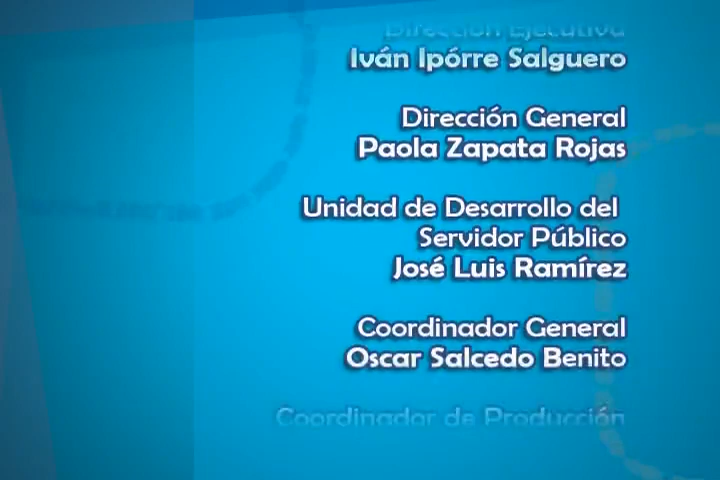 Dirección Ejecutiva
Iván Ipórre Salguero
Dirección General
Paola Zapata Rojas
Unidad de Desarrollo del
Servidor Público
José Luis Ramírez
Coordinador General
Oscar Salcedo Benito
Coordinador de Producción